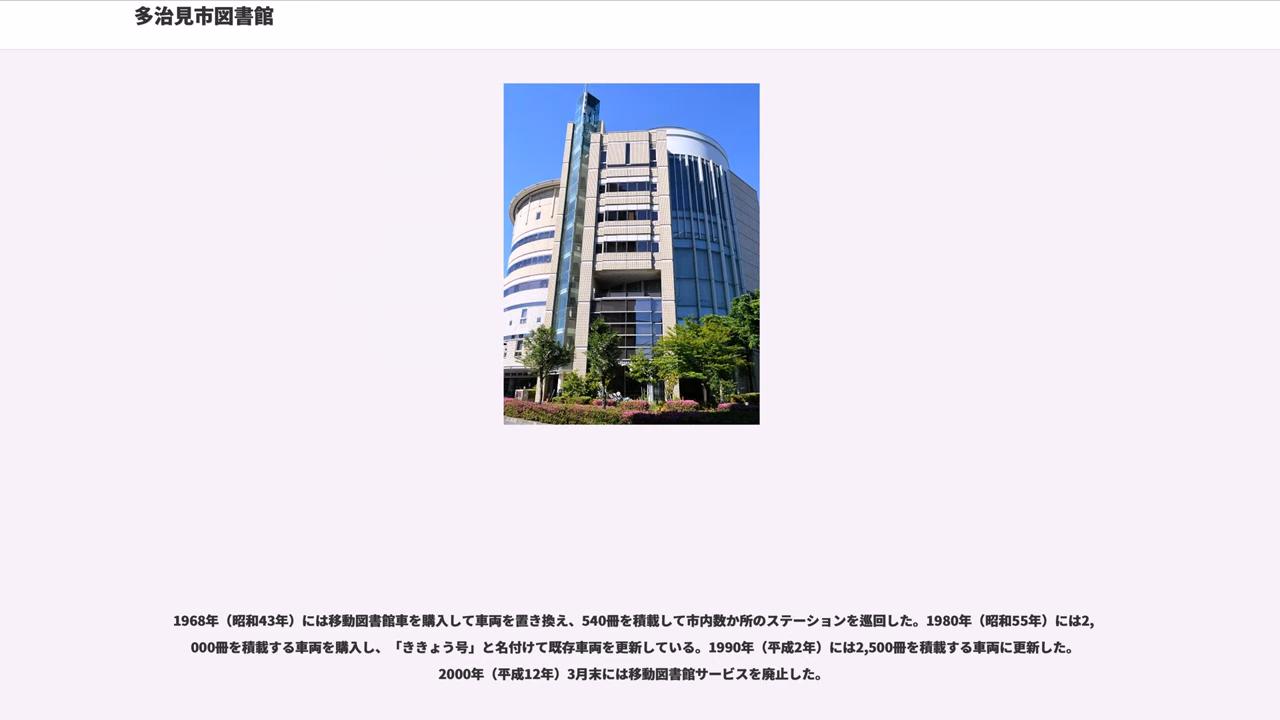 多治見市図書館
1968年（昭和43年）には移動図書館車を購入して車両を置き換え、540冊を積載して市内数か所のステーションを巡回した。1980年（昭和55年）には2,
000冊を積載する車両を購入し、「ききょう号」と名付けて既存車両を更新している。1990年（平成2年）には2,500冊を積載する車両に更新した。
2000年（平成12年）3月末には移動図書館サービスを廃止した。